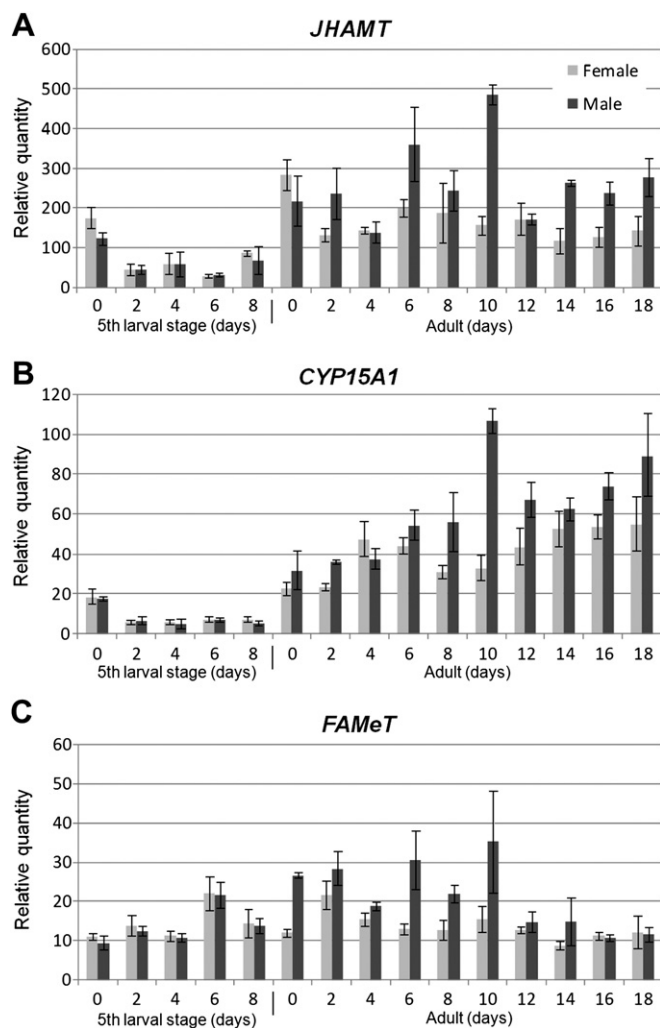 A
JHAMT
Relative quantity
600
500
400
300
200
100
0
Female
Male
0 2 4 6 8 0 2 4 6 8 10 12 14 16 18
5th larval stage (days) | Adult (days)
B
CYP15A1
Relative quantity
120
100
80
60
40
20
0
0 2 4 6 8 0 2 4 6 8 10 12 14 16 18
5th larval stage (days) | Adult (days)
C
FAMeT
Relative quantity
60
50
40
30
20
10
0
0 2 4 6 8 0 2 4 6 8 10 12 14 16 18
5th larval stage (days) | Adult (days)